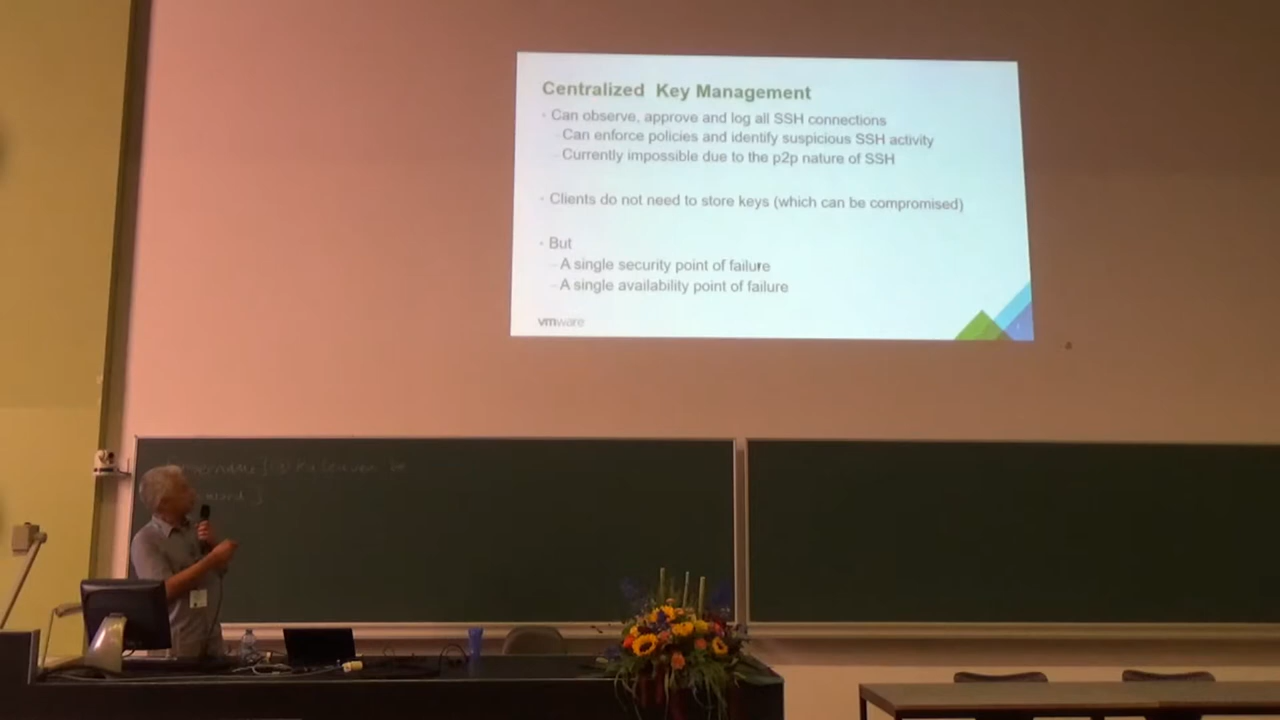 Centralized Key Management
Can observe, approve and log all SSH connections
Can enforce policies and identify suspicious SSH activity
Currently impossible due to the p2p nature of SSH
Clients do not need to store keys (which can be compromised)
But
A single security point of failure
A single availability point of failure
vmware